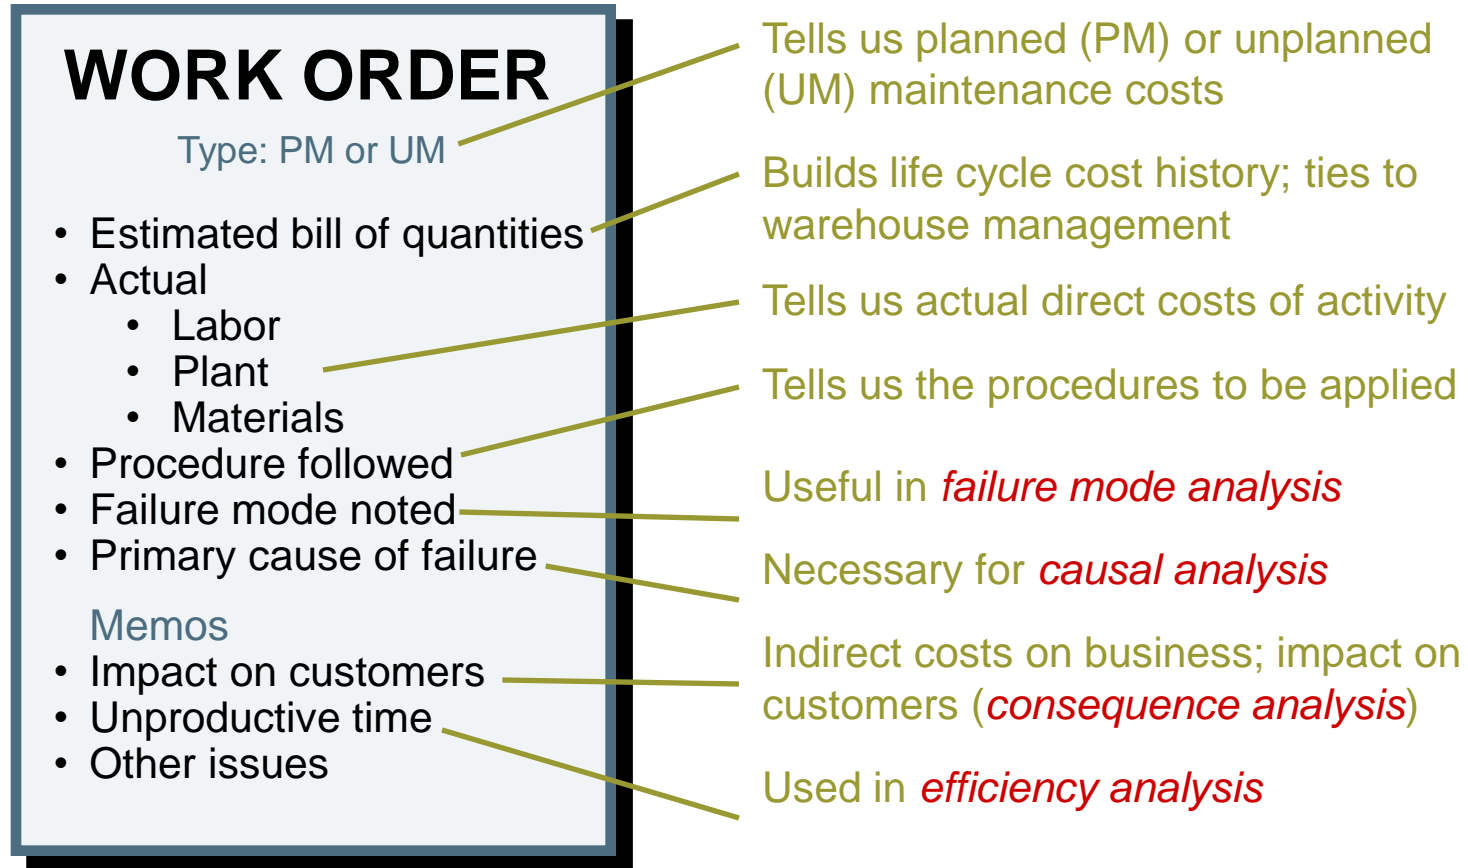 WORK ORDER
Type: PM or UM
• Estimated bill of quantities
• Actual
• Labor
• Plant
• Materials
• Procedure followed
• Failure mode noted
• Primary cause of failure
Memos
• Impact on customers
• Unproductive time
• Other issues
Tells us planned (PM) or unplanned
(UM) maintenance costs
Builds life cycle cost history; ties to
warehouse management
Tells us actual direct costs of activity
Tells us the procedures to be applied
Useful in failure mode analysis
Necessary for causal analysis
Indirect costs on business; impact on
customers (consequence analysis)
Used in efficiency analysis